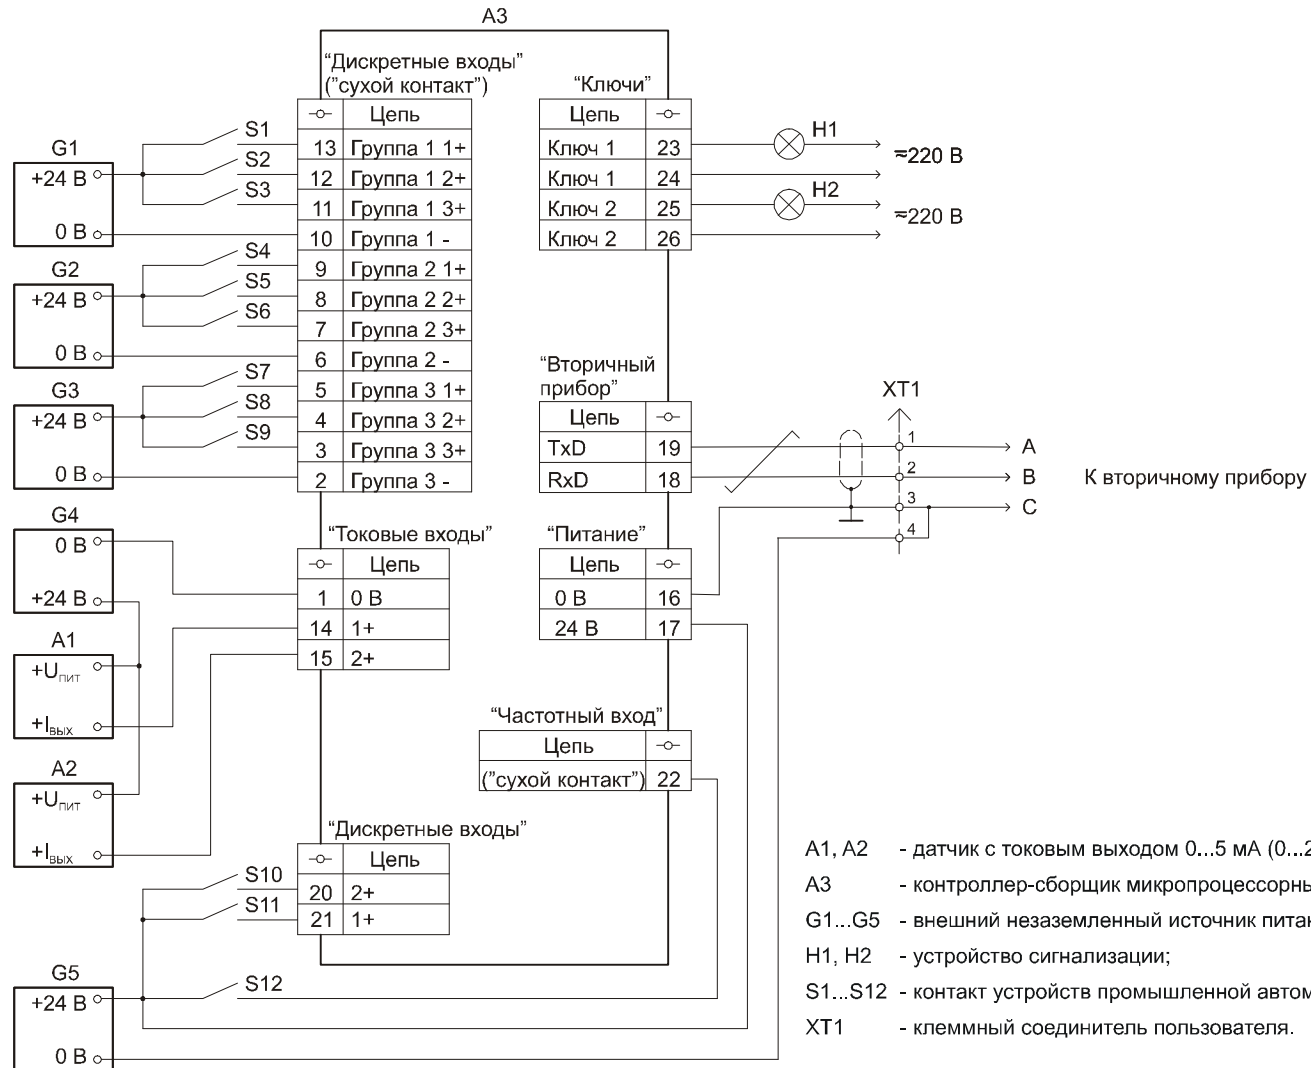 А3
“Дискретные входы”
(”сухой контакт”)
Цепь
13 Группа 1 1+
12 Группа 1 2+
11 Группа 1 3+
10 Группа 1 -
9 Группа 2 1+
8 Группа 2 2+
7 Группа 2 3+
6 Группа 2 -
5 Группа 3 1+
4 Группа 3 2+
3 Группа 3 3+
2 Группа 3 -
G1
+24 В
0 В
S1
S2
S3
G2
+24 В
0 В
S4
S5
S6
G3
+24 В
0 В
S7
S8
S9
“Ключи”
Цепь
Ключ 1 23
Ключ 1 24
Ключ 2 25
Ключ 2 26
H1
≂220 В
H2
≂220 В
“Вторичный
прибор”
Цепь
TxD 19
RxD 18
XT1
1
2
3
4
A
B
C
К вторичному прибору
G4
0 В
+24 В
“Токовые входы”
Цепь
1 0 В
14 1+
15 2+
“Питание”
Цепь
0 В 16
24 В 17
А1
+Uпит
+Iвых
А2
+Uпит
+Iвых
“Частотный вход”
Цепь
(”сухой контакт”) 22
“Дискретные входы”
Цепь
20 2+
21 1+
S10
S11
S12
G5
+24 В
0 В
А1, А2 - датчик с токовым выходом 0...5 мА (0...2
А3 - контроллер-сборщик микропроцессорны
G1...G5 - внешний незаземленный источник питан
H1, H2 - устройство сигнализации;
S1...S12 - контакт устройств промышленной автом
XT1 - клеммный соединитель пользователя.